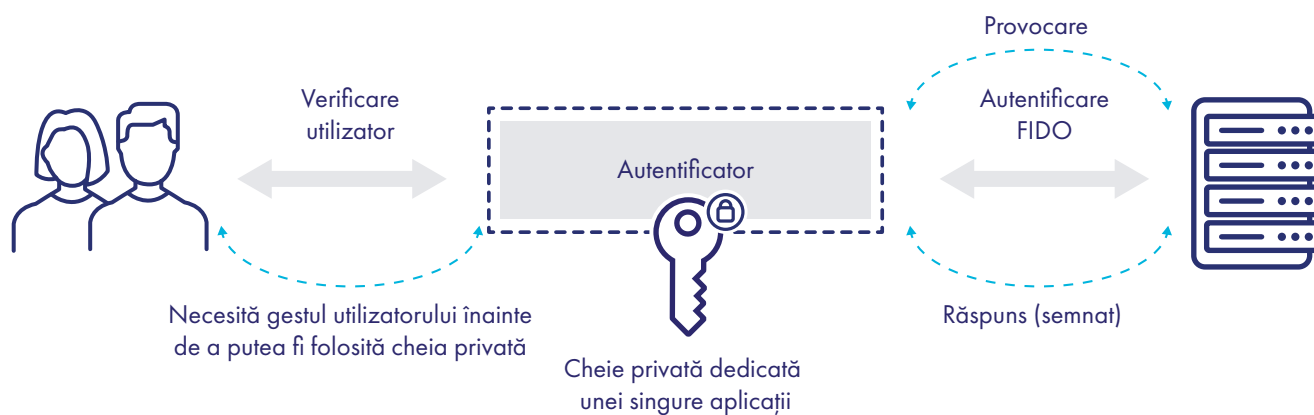 Provocare
Verificare
utilizator
Autentificare
FIDO
Autentificator
Necesită gestul utilizatorului înainte
de a putea fi folosită cheia privată
Răspuns (semnat)
Cheie privată dedicată
unei singure aplicații